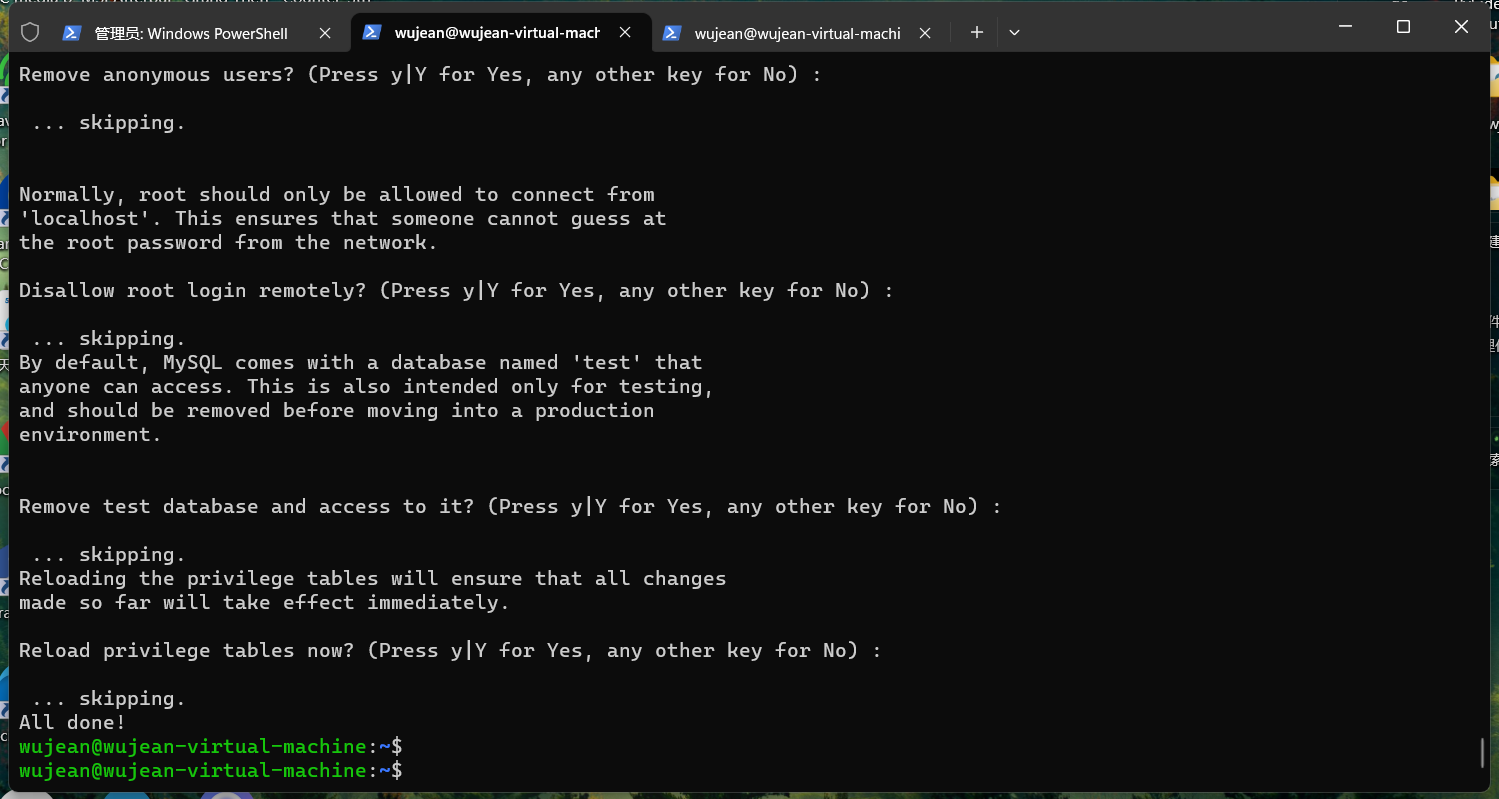 管理员: Windows PowerShell
wujean@wujean-virtual-mach
wujean@wujean-virtual-machi
Remove anonymous users? (Press y|Y for Yes, any other key for No) :
... skipping.
Normally, root should only be allowed to connect from
'localhost'. This ensures that someone cannot guess at
the root password from the network.
Disallow root login remotely? (Press y|Y for Yes, any other key for No) :
... skipping.
By default, MySQL comes with a database named 'test' that
anyone can access. This is also intended only for testing,
and should be removed before moving into a production
environment.
Remove test database and access to it? (Press y|Y for Yes, any other key for No) :
... skipping.
Reloading the privilege tables will ensure that all changes
made so far will take effect immediately.
Reload privilege tables now? (Press y|Y for Yes, any other key for No) :
... skipping.
All done!
wujean@wujean-virtual-machine:~$
wujean@wujean-virtual-machine:~$